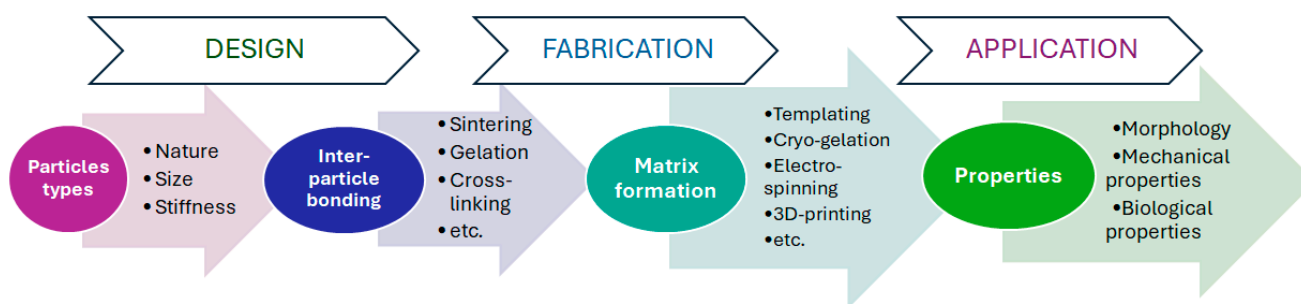 DESIGN
FABRICATION
APPLICATION
Particles
types
•Nature
•Size
•Stiffness
Inter-
particle
bonding
•Sintering
•Gelation
•Cross-
linking
•etc.
Matrix
formation
•Templating
•Cryo-gelation
•Electro-
spinning
•3D-printing
•etc.
Properties
•Morphology
•Mechanical
properties
•Biological
properties